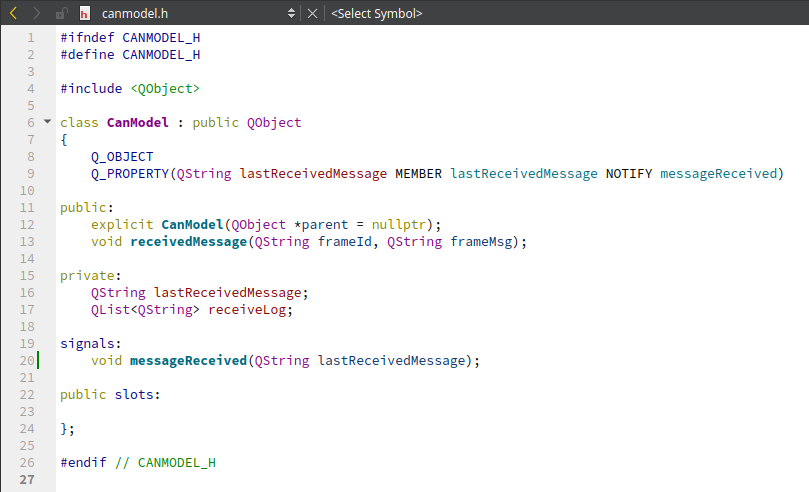 canmodel.h <Select Symbol>
1 #ifndef CANMODEL_H
2 #define CANMODEL_H
3
4 #include <QObject>
5
6 class CanModel : public QObject
7 {
8     Q_OBJECT
9     Q_PROPERTY(QString lastReceivedMessage MEMBER lastReceivedMessage NOTIFY messageReceived)
10
11 public:
12     explicit CanModel(QObject *parent = nullptr);
13     void receivedMessage(QString frameId, QString frameMsg);
14
15 private:
16     QString lastReceivedMessage;
17     QList<QString> receiveLog;
18
19 signals:
20     void messageReceived(QString lastReceivedMessage);
21
22 public slots:
23
24 };
25
26 #endif // CANMODEL_H
27